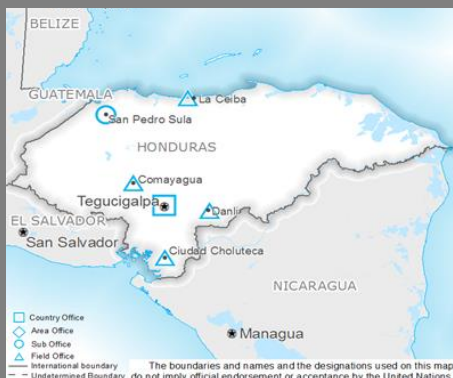 BELIZE
GUATEMALA
La Ceiba
San Pedro Sula
HONDURAS
Comayagua
Tegucigalpa
Danlí
EL SALVADOR
San Salvador
Ciudad Choluteca
NICARAGUA
Managua
Country Office
Area Office
Sub Office
Field Office
International boundary
Undetermined Boundary
The boundaries and names and the designations used on this map
do not imply official endorsement or acceptance by the United Nations